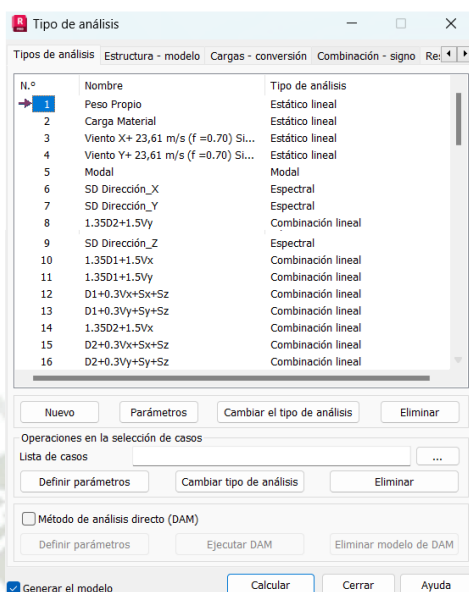 Tipo de análisis
Tipos de análisis Estructura - modelo Cargas - conversión Combinación - signo Re
N.º Nombre Tipo de análisis
1 Peso Propio Estático lineal
2 Carga Material Estático lineal
3 Viento X+ 23,61 m/s (f =0.70) Si... Estático lineal
4 Viento Y+ 23,61 m/s (f =0.70) Si... Estático lineal
5 Modal Modal
6 SD Dirección_X Espectral
7 SD Dirección_Y Espectral
8 1.35D2+1.5Vy Combinación lineal
9 SD Dirección_Z Espectral
10 1.35D1+1.5Vx Combinación lineal
11 1.35D1+1.5Vy Combinación lineal
12 D1+0.3Vx+Sx+Sz Combinación lineal
13 D1+0.3Vy+Sy+Sz Combinación lineal
14 1.35D2+1.5Vx Combinación lineal
15 D2+0.3Vx+Sx+Sz Combinación lineal
16 D2+0.3Vy+Sy+Sz Combinación lineal
Nuevo Parámetros Cambiar el tipo de análisis Eliminar
Operaciones en la selección de casos
Lista de casos ...
Definir parámetros Cambiar tipo de análisis Eliminar
Método de análisis directo (DAM)
Definir parámetros Ejecutar DAM Eliminar modelo de DAM
Generar el modelo Calcular Cerrar Ayuda